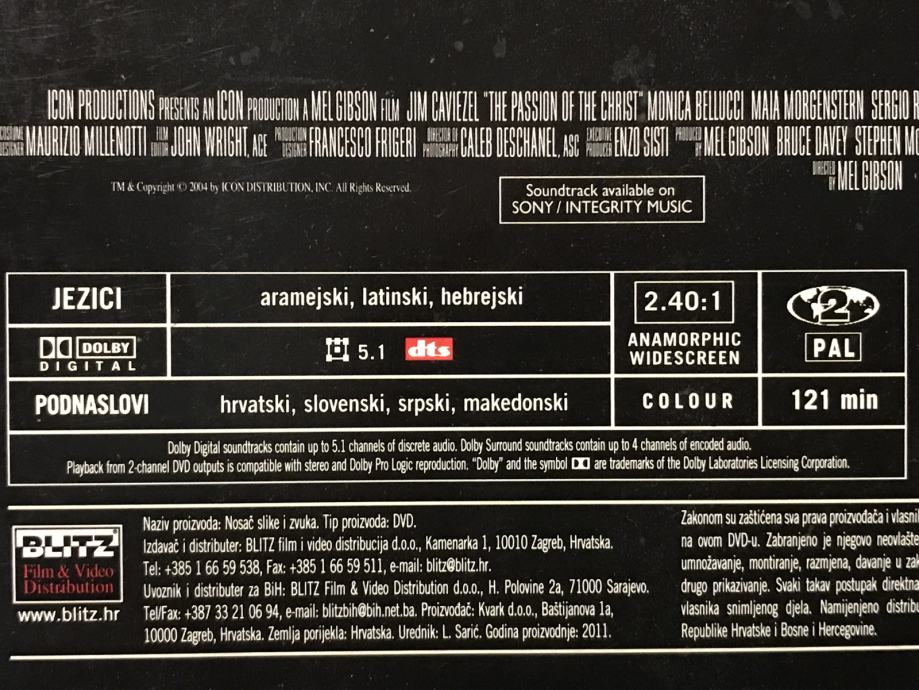 ICON PRODUCTIONS PRESENTS AN ICON PRODUCTION A MEL GIBSON FILM JIM CAVIEZEL "THE PASSION OF THE CHRIST" MONICA BELLUCCI MAIA MORGENSTERN SERGIO
COSTUME DESIGNER MAURIZIO MILLENOTTI FILM EDITOR JOHN WRIGHT, ACE PRODUCTION DESIGNER FRANCESCO FRIGERI DIRECTOR OF PHOTOGRAPHY CALEB DESCHANEL, ASC EXECUTIVE PRODUCER ENZO SISTI PRODUCED BY MEL GIBSON BRUCE DAVEY STEPHEN
DIRECTED BY MEL GIBSON
TM & Copyright © 2004 by ICON DISTRIBUTION, INC. All Rights Reserved.
Soundtrack available on
SONY / INTEGRITY MUSIC
JEZICI
aramejski, latinski, hebrejski
2.40:1
ANAMORPHIC
WIDESCREEN
2
PAL
DOLBY
DIGITAL
5.1 dts
PODNASLOVI
hrvatski, slovenski, srpski, makedonski
COLOUR
121 min
Dolby Digital soundtracks contain up to 5.1 channels of discrete audio. Dolby Surround soundtracks contain up to 4 channels of encoded audio.
Playback from 2-channel DVD outputs is compatible with stereo and Dolby Pro Logic reproduction. "Dolby" and the symbol are trademarks of the Dolby Laboratories Licensing Corporation.
BLITZ
Film & Video
Distribution
www.blitz.hr
Naziv proizvoda: Nosač slike i zvuka. Tip proizvoda: DVD.
Izdavač i distributer: BLITZ film i video distribucija d.o.o., Kamenarka 1, 10010 Zagreb, Hrvatska.
Tel: +385 1 66 59 538, Fax: +385 1 66 59 511, e-mail: blitz@blitz.hr.
Uvoznik i distributer za BiH: BLITZ Film & Video Distribution d.o.o., H. Polovine 2a, 71000 Sarajevo.
Tel/Fax: +387 33 21 06 94, e-mail: blitzbih@bih.net.ba. Proizvođač: Kvark d.o.o., Baštijanova 1a,
10000 Zagreb, Hrvatska. Zemlja porijekla: Hrvatska. Urednik: L. Sarić. Godina proizvodnje: 2011.
Zakonom su zaštićena sva prava proizvođača i
na ovom DVD-u. Zabranjeno je njegovo
umnožavanje, montiranje, razmjena, davanje u
drugo prikazivanje. Svaki takav postupak
vlasnika snimljenog djela. Namijenjeno
Republike Hrvatske i Bosne i Hercegovine.